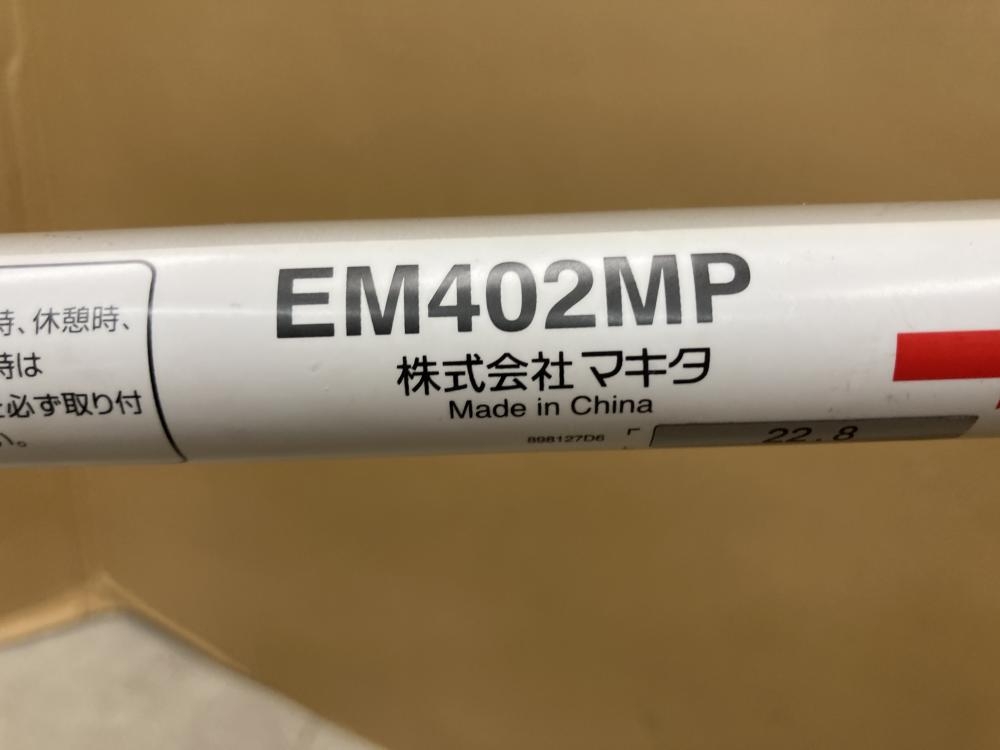 時、休憩時、
時は
必ず取り付
い。
EM402MP
株式会社マキタ
Made in China
898127D6
22.8